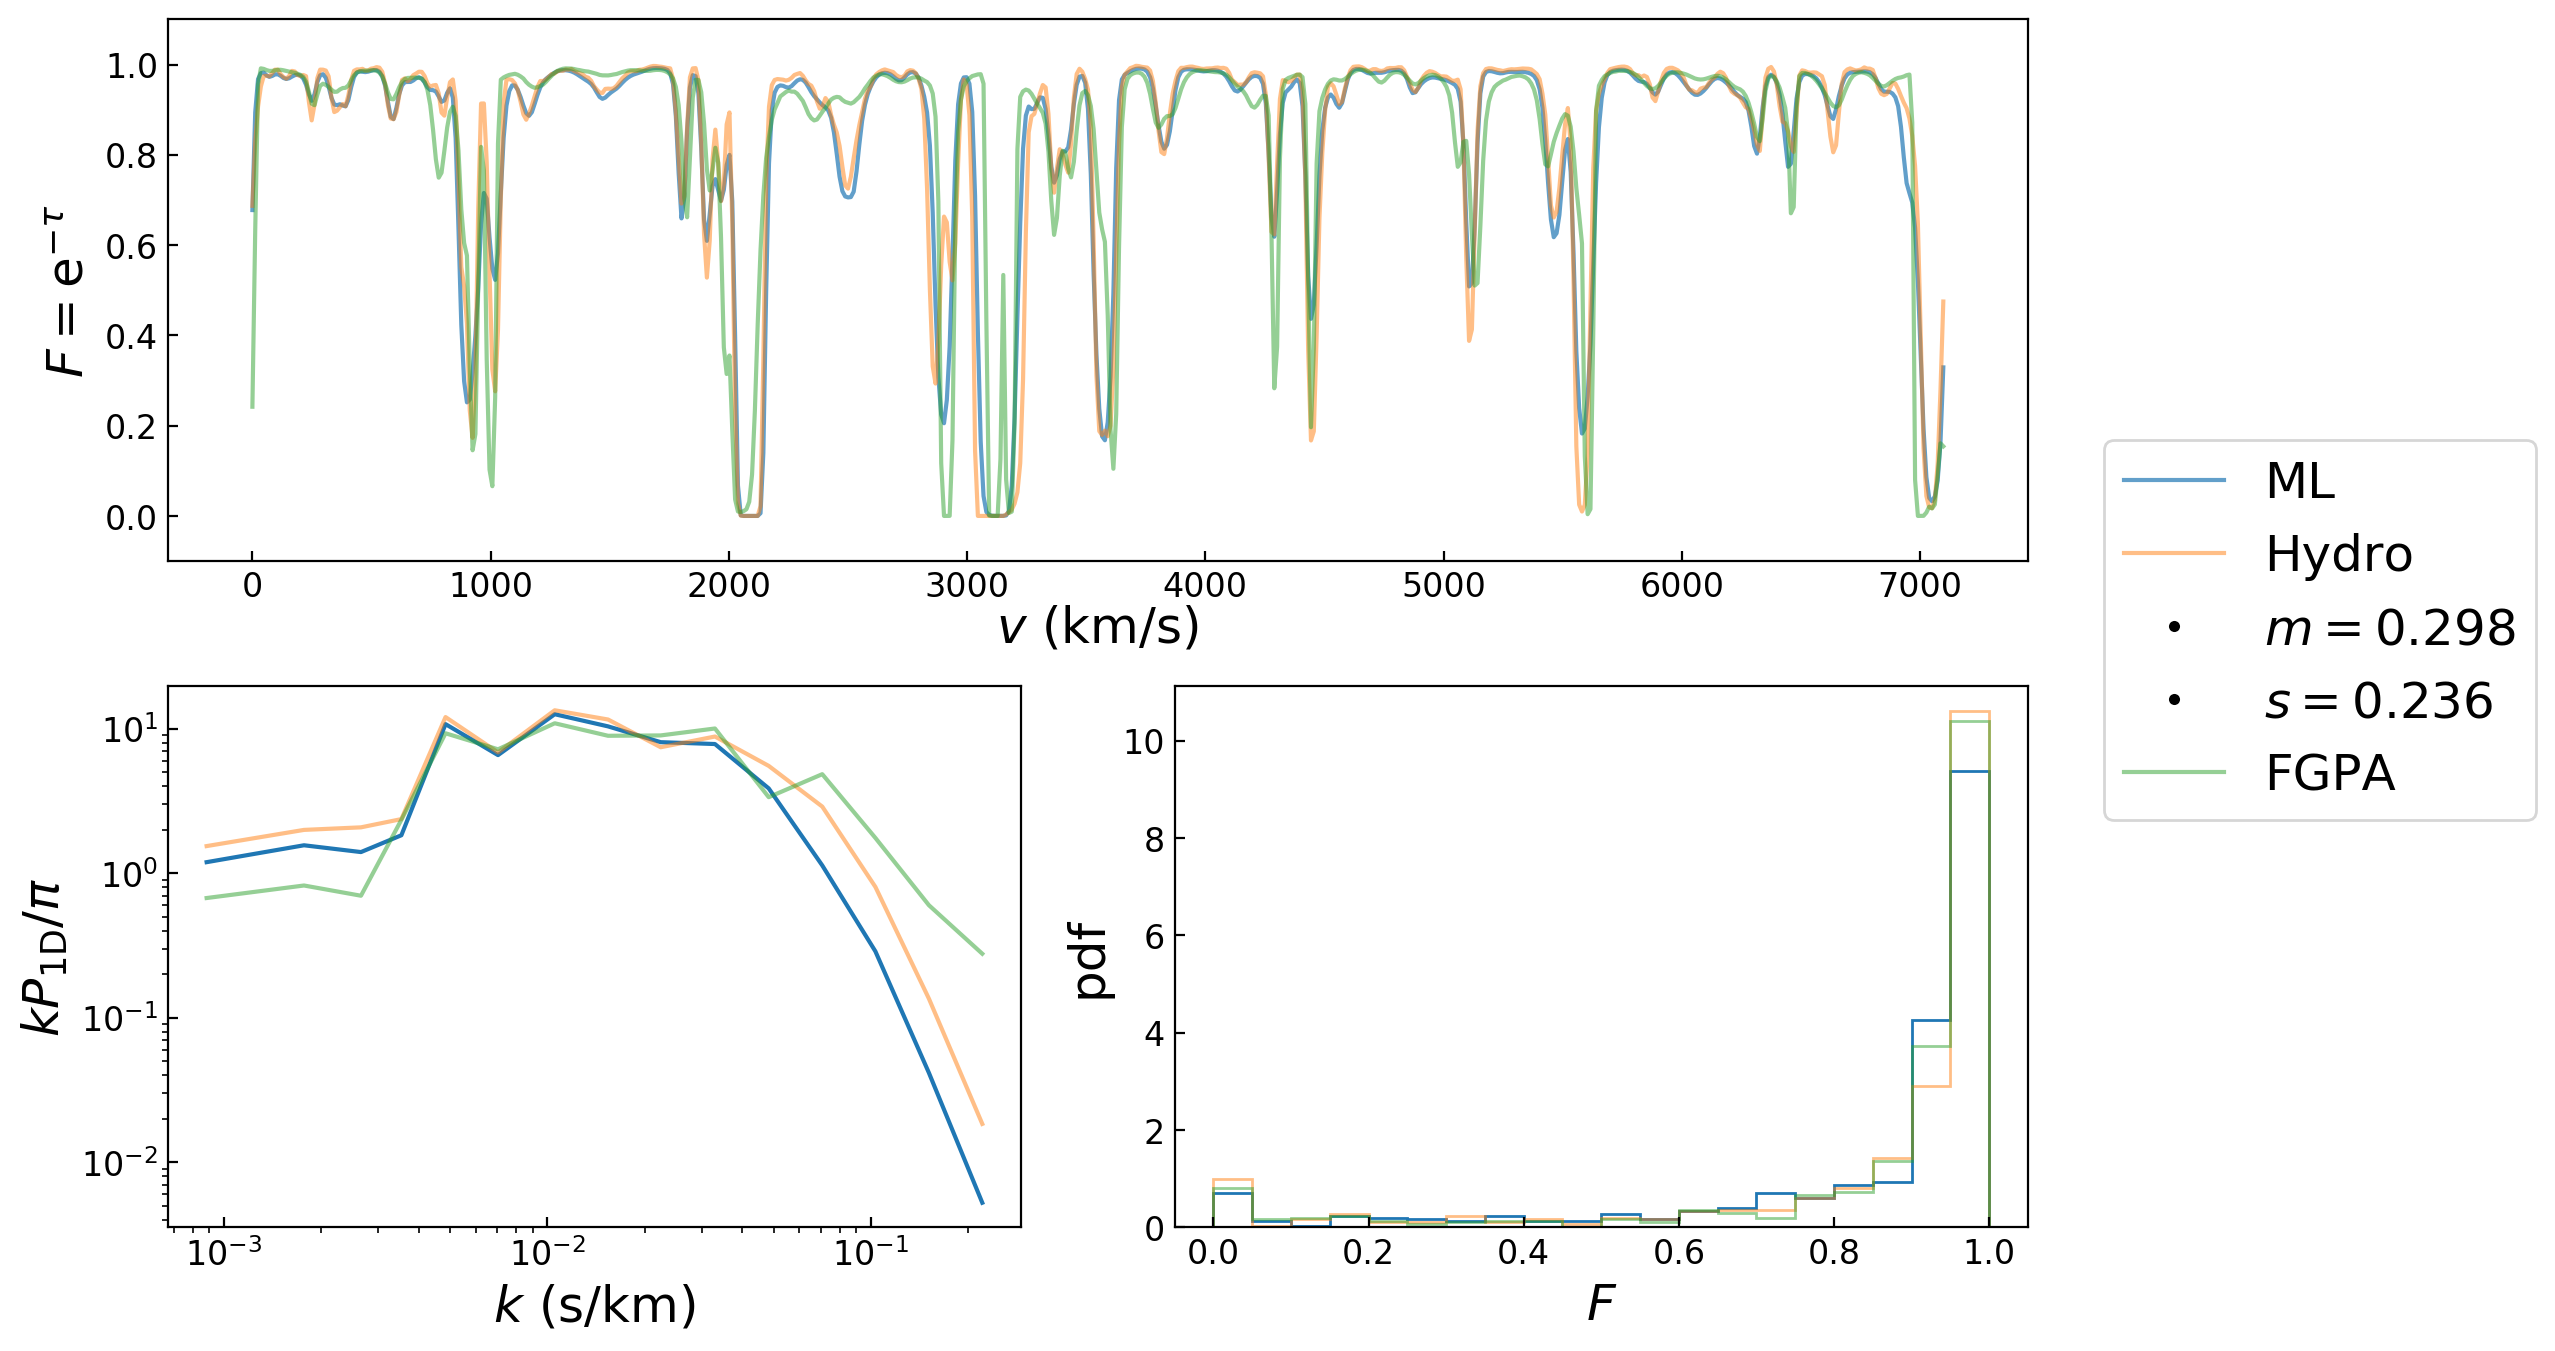 1.0
0.8
0.6
0.4
0.2
0.0
F = e^{-τ}
0 1000 2000 3000 4000 5000 6000 7000
v (km/s)
ML
Hydro
m = 0.298
s = 0.236
FGPA
10^1
10^0
10^{-1}
10^{-2}
kP_{1D}/π
10^{-3} 10^{-2} 10^{-1}
k (s/km)
10
8
6
4
2
0
pdf
0.0 0.2 0.4 0.6 0.8 1.0
F